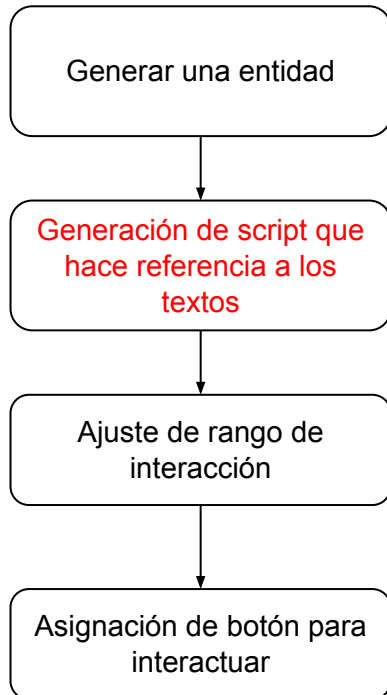 Generar una entidad
Generación de script que
hace referencia a los
textos
Ajuste de rango de
interacción
Asignación de botón para
interactuar